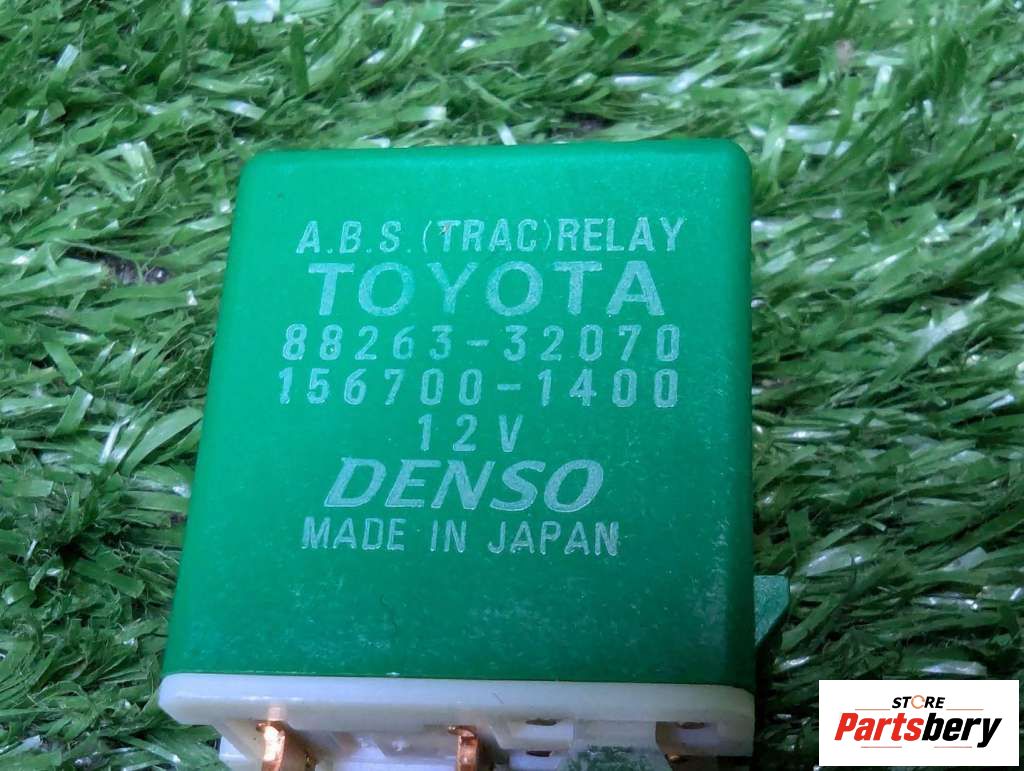 A.B.S.(TRAC)RELAY
TOYOTA
88263-32070
156700-1400
12V
DENSO
MADE IN JAPAN
STORE
Partsbery